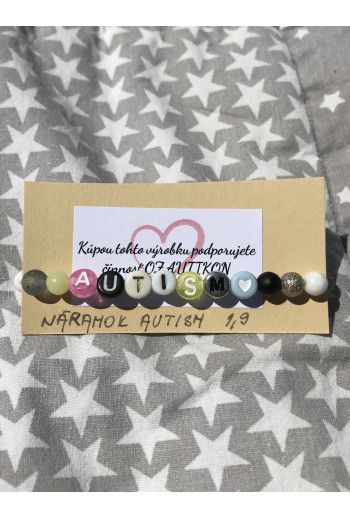 Kúpou tohto výrobku podporujete
činnosť OZ AUTIKON
AUTISM
NÁRAMOK AUTISM 1,9